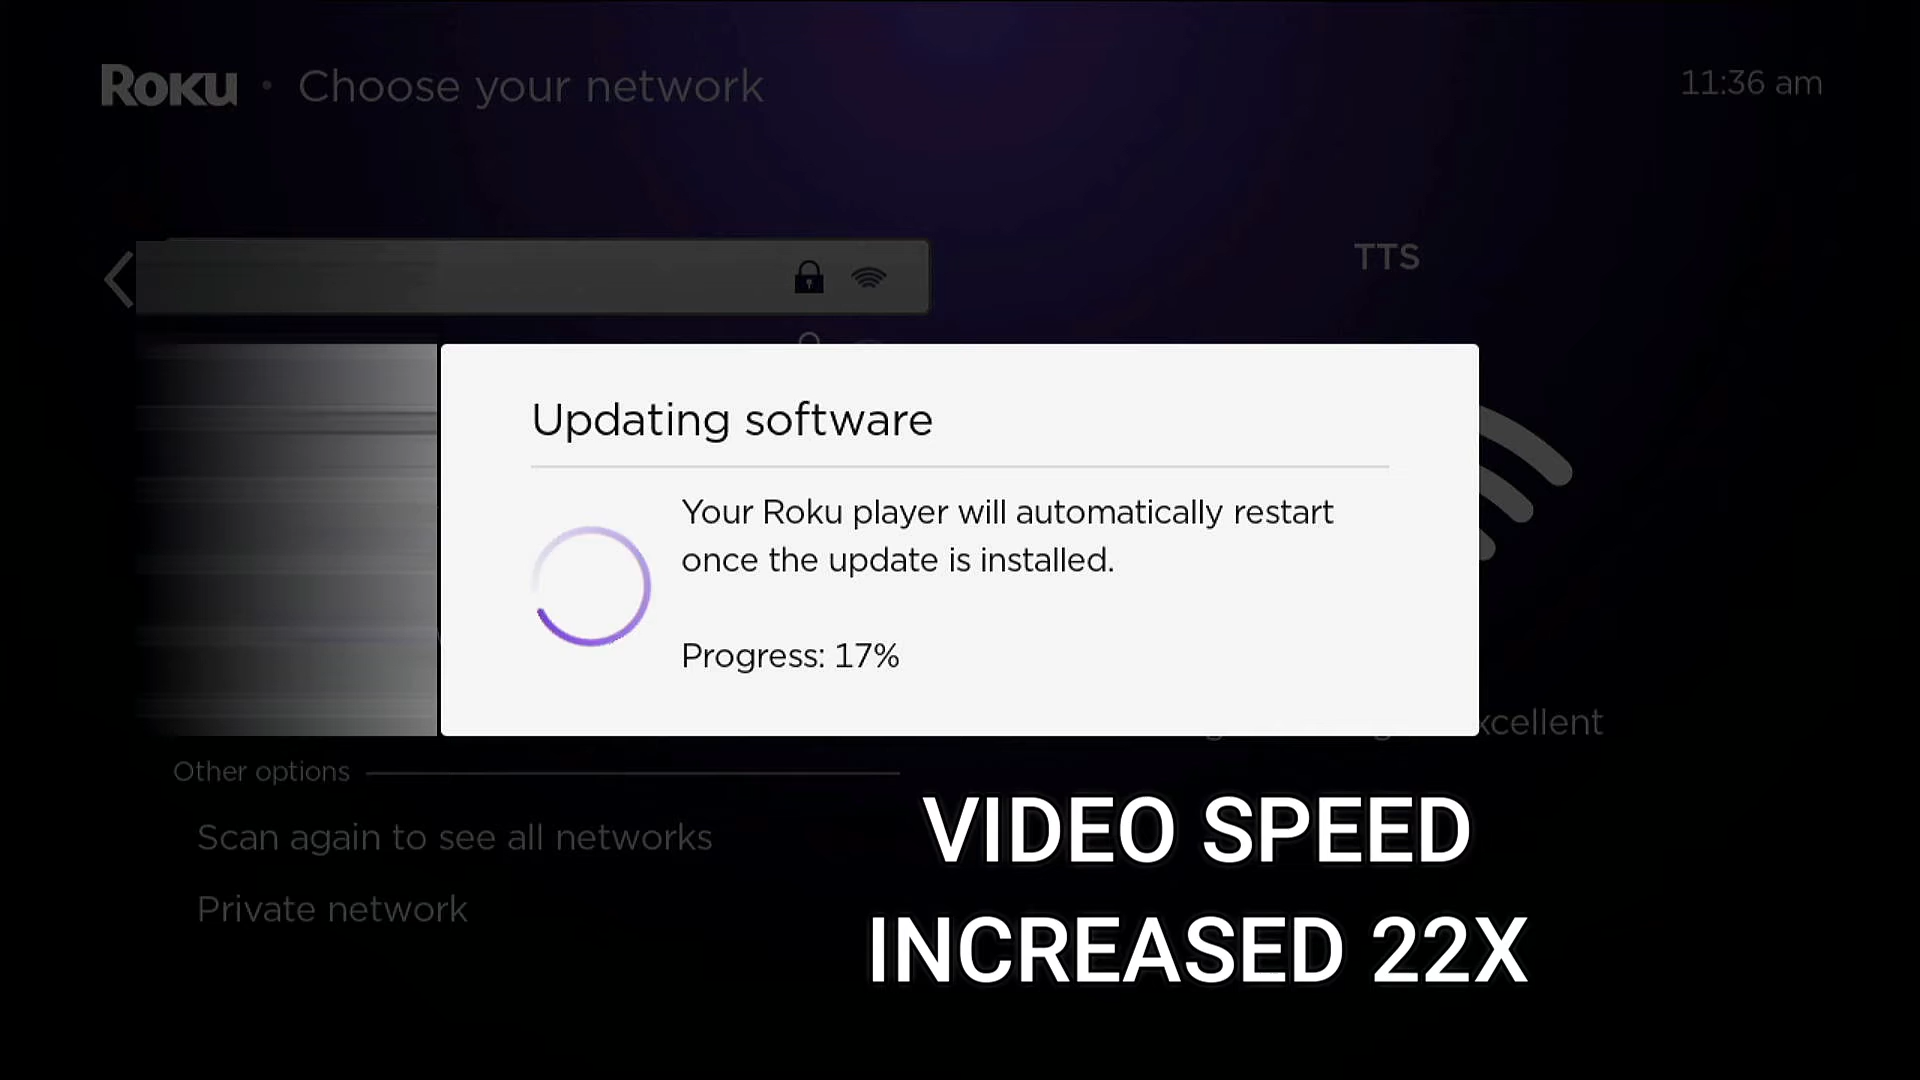 Roku • Choose your network
11:36 am
TTS
Updating software
Your Roku player will automatically restart
once the update is installed.
Progress: 17%
xcellent
Other options
Scan again to see all networks
Private network
VIDEO SPEED
INCREASED 22X